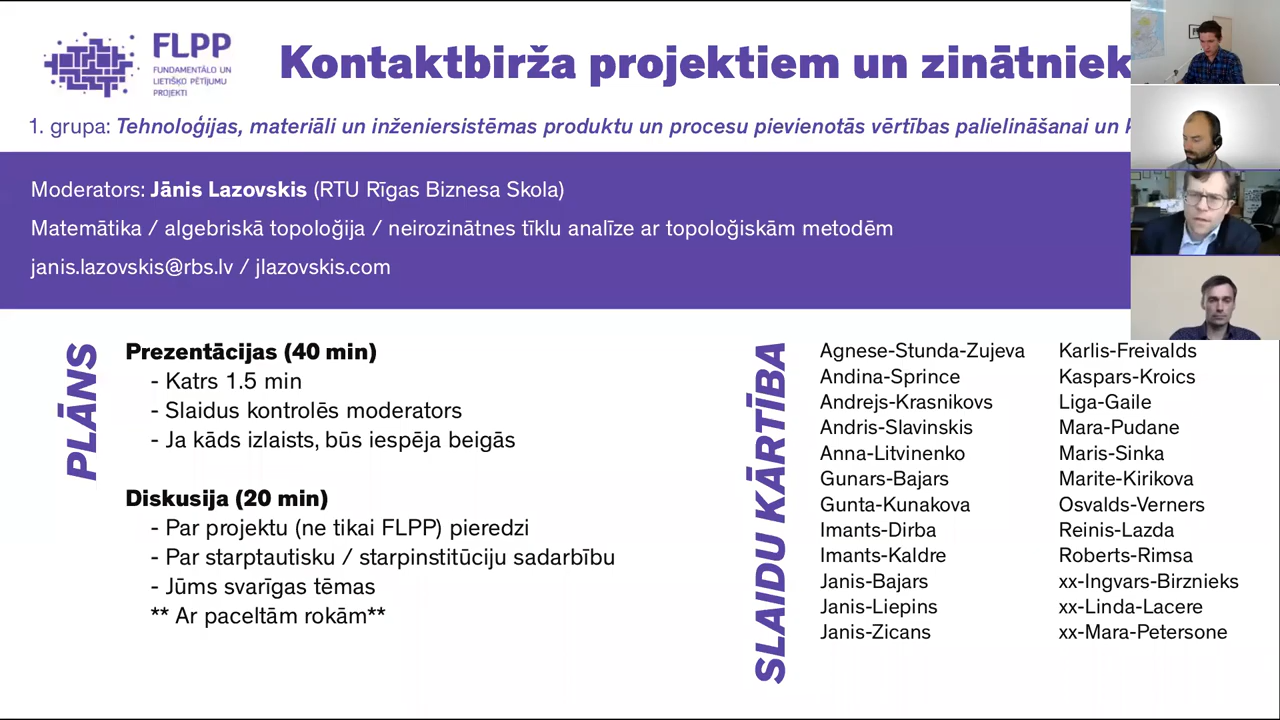 FLPP
FUNDAMENTĀLO UN
LIETIŠĶO PĒTĪJUMU
PROJEKTI
Kontaktbirža projektiem un zinātniek
1. grupa: Tehnoloģijas, materiāli un inženiersistēmas produktu un procesu pievienotās vērtības palielināšanai un k
Moderators: Jānis Lazovskis (RTU Rīgas Biznesa Skola)
Matemātika / algebriskā topoloğija / neirozinātnes tīklu analīze ar topoloğiskām metodēm
janis.lazovskis@rbs.lv / jlazovskis.com
PLĀNS
Prezentācijas (40 min)
- Katrs 1.5 min
- Slaidus kontrolēs moderators
- Ja kāds izlaists, būs iespēja beigās
Diskusija (20 min)
- Par projektu (ne tikai FLPP) pieredzi
- Par starptautisku / starpinstitūciju sadarbību
- Jūms svarīgas tēmas
** Ar paceltām rokām**
SLAIDU KĀRTĪBA
Agnese-Stunda-Zujeva
Andina-Sprince
Andrejs-Krasnikovs
Andris-Slavinskis
Anna-Litvinenko
Gunars-Bajars
Gunta-Kunakova
Imants-Dirba
Imants-Kaldre
Janis-Bajars
Janis-Liepins
Janis-Zicans
Karlis-Freivalds
Kaspars-Kroics
Liga-Gaile
Mara-Pudane
Maris-Sinka
Marite-Kirikova
Osvalds-Verners
Reinis-Lazda
Roberts-Rimsa
xx-Ingvars-Birznieks
xx-Linda-Lacere
xx-Mara-Petersone